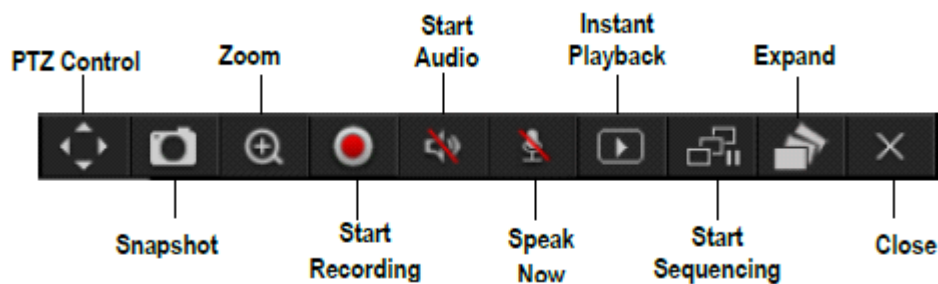 Start
Audio
Instant
Playback
PTZ Control
Zoom
Expand
Snapshot
Start
Recording
Speak
Now
Start
Sequencing
Close